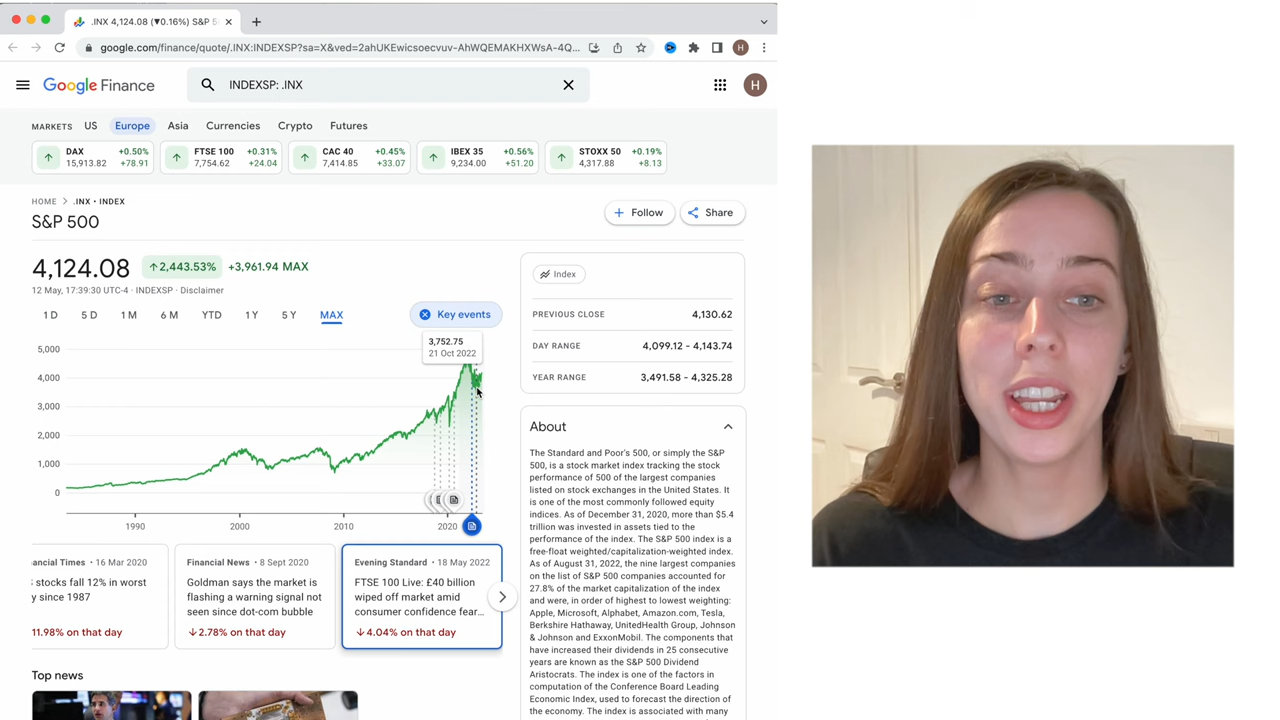 .INX 4,124.08 (▼0.16%) S&P 5
google.com/finance/quote/.INX:INDEXSP?sa=X&ved=2ahUKEwicsoecvuv-AhWQEMAKHXWsA-4Q...
H
Google Finance
INDEXSP: .INX
H
MARKETS US Europe Asia Currencies Crypto Futures
DAX +0.50% FTSE 100 +0.31% CAC 40 +0.45% IBEX 35 +0.56% STOXX 50 +0.19%
15,913.82 +78.91 7,754.62 +24.04 7,414.85 +33.07 9,234.00 +51.20 4,317.88 +8.13
HOME > .INX • INDEX
S&P 500
+ Follow Share
4,124.08 ↑2,443.53% +3,961.94 MAX
12 May, 17:39:30 UTC-4 · INDEXSP · Disclaimer
1 D 5 D 1 M 6 M YTD 1 Y 5 Y MAX
Key events
3,752.75
21 Oct 2022
5,000
4,000
3,000
2,000
1,000
0
1990 2000 2010 2020
Index
PREVIOUS CLOSE 4,130.62
DAY RANGE 4,099.12 - 4,143.74
YEAR RANGE 3,491.58 - 4,325.28
About
The Standard and Poor's 500, or simply the S&P
500, is a stock market index tracking the stock
performance of 500 of the largest companies
listed on stock exchanges in the United States. It
is one of the most commonly followed equity
indices. As of December 31, 2020, more than $5.4
trillion was invested in assets tied to the
performance of the index. The S&P 500 index is a
free-float weighted/capitalization-weighted index.
As of August 31, 2022, the nine largest companies
on the list of S&P 500 companies accounted for
27.8% of the market capitalization of the index
and were, in order of highest to lowest weighting:
Apple, Microsoft, Alphabet, Amazon.com, Tesla,
Berkshire Hathaway, UnitedHealth Group, Johnson
& Johnson and ExxonMobil. The components that
have increased their dividends in 25 consecutive
years are known as the S&P 500 Dividend
Aristocrats. The index is one of the factors in
computation of the Conference Board Leading
Economic Index, used to forecast the direction of
the economy. The index is associated with many
ancial Times • 16 Mar 2020
stocks fall 12% in worst
y since 1987
11.98% on that day
Financial News • 8 Sept 2020
Goldman says the market is
flashing a warning signal not
seen since dot-com bubble
↓2.78% on that day
Evening Standard • 18 May 2022
FTSE 100 Live: £40 billion
wiped off market amid
consumer confidence fear...
↓4.04% on that day
Top news